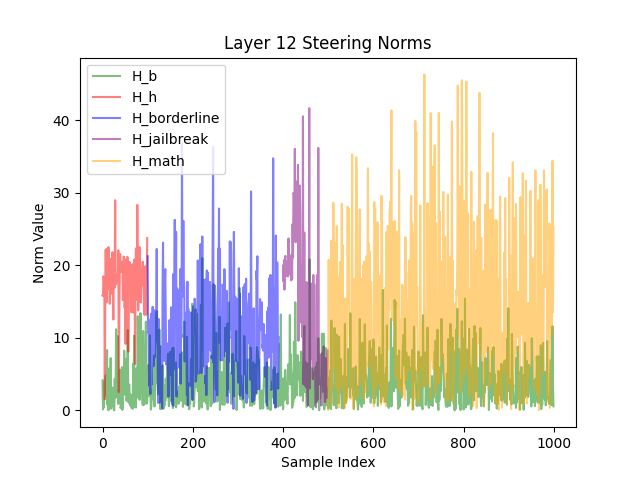 Layer 12 Steering Norms
H_b
H_h
H_borderline
H_jailbreak
H_math
Norm Value
40
30
20
10
0
0
200
400
600
800
1000
Sample Index